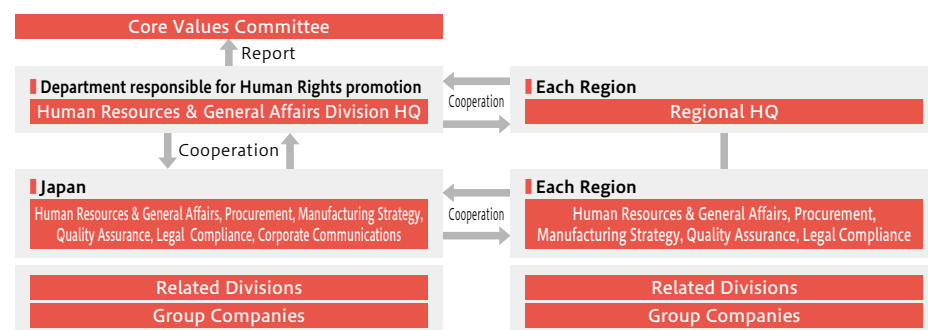 Core Values Committee
Report
Department responsible for Human Rights promotion
Human Resources & General Affairs Division HQ
Cooperation
Each Region
Regional HQ
Cooperation
Japan
Human Resources & General Affairs, Procurement, Manufacturing Strategy,
Quality Assurance, Legal Compliance, Corporate Communications
Cooperation
Each Region
Human Resources & General Affairs, Procurement,
Manufacturing Strategy, Quality Assurance, Legal Compliance
Related Divisions
Group Companies
Related Divisions
Group Companies